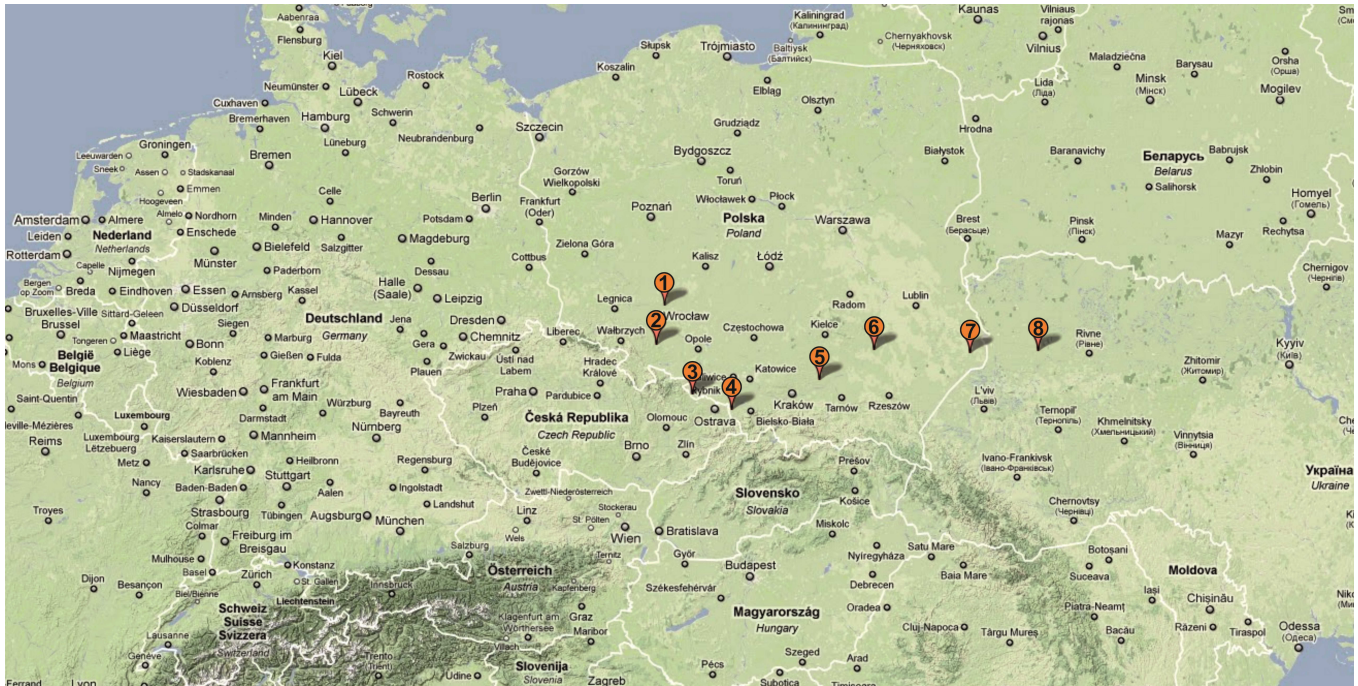 Aabenraa
Flensburg
Kiel
Neumünster
Lübeck
Rostock
Cuxhaven
Bremerhaven
Hamburg
Schwerin
Lüneburg
Neubrandenburg
Groningen
Leeuwarden
Sneek
Assen
Stadskanaal
Bremen
Emmen
Hoogeveen
Almelo
Nordhorn
Celle
Berlin
Amsterdam
Almere
Enschede
Minden
Hannover
Potsdam
Frankfurt
(Oder)
Leiden
Nederland
Netherlands
Rotterdam
Münster
Bielefeld
Salzgitter
Magdeburg
Capelle
Nijmegen
Paderborn
Dessau
Cottbus
Bergen
op Zoom
Breda
Eindhoven
Essen
Arnsberg
Kassel
Halle
(Saale)
Leipzig
Düsseldorf
Bruxelles-Ville
Brussel
Sittard-Geleen
Maastricht
Tongeren
Liège
Siegen
Bonn
Marburg
Deutschland
Germany
Jena
Gera
Dresden
Chemnitz
Zwickau
Gießen
Fulda
België
Belgique
Belgium
Mons
Koblenz
Plauen
Wiesbaden
Frankfurt
am Main
Saint-Quentin
Darmstadt
Würzburg
Bayreuth
Luxembourg
Luxembourg
Lëtzebuerg
Reims
Mannheim
Nürnberg
Kaiserslautern
Saarbrücken
Metz
Heilbronn
Regensburg
Karlsruhe
Nancy
Baden-Baden
Stuttgart
Aalen
Ingolstadt
Landshut
Strasbourg
Tübingen
Augsburg
München
Troyes
Colmar
Freiburg im
Breisgau
Mulhouse
Basel
Konstanz
Dijon
Besançon
Biel/Bienne
Zürich
St. Gallen
Liechtenstein
Innsbruck
Schweiz
Suisse
Svizzera
Switzerland
Lausanne
Genève
Trento
(Trient)
Udine
Lyon
Słupsk
Koszalin
Trójmiasto
Elbląg
Olsztyn
Szczecin
Grudziądz
Bydgoszcz
Toruń
Białystok
Gorzów
Wielkopolski
Włocławek
Płock
Poznań
Polska
Poland
Warszawa
Zielona Góra
Kalisz
Łódź
1
Legnica
Wrocław
Radom
Lublin
2
Wałbrzych
Opole
Częstochowa
Kielce
6
7
8
Liberec
Ústí nad
Labem
Hradec
Králové
3
4
5
Katowice
Rybnik
Praha
Pardubice
Kraków
Tarnów
Rzeszów
Plzeň
Česká Republika
Czech Republic
Olomouc
Ostrava
Bielsko-Biała
Brno
Zlín
České
Budějovice
Prešov
Košice
Slovensko
Slovakia
Zwettl-Niederösterreich
Stockerau
Linz
St. Pölten
Wels
Wien
Bratislava
Salzburg
Ternitz
Győr
Miskolc
Nyíregyháza
Österreich
Austria
Kapfenberg
Budapest
Debrecen
Székesfehérvár
Graz
Klagenfurt am
Wörthersee
Villach
Maribor
Magyarország
Hungary
Slovenija
Slovenia
Zagreb
Pécs
Szeged
Subotica
Satu Mare
Baia Mare
Oradea
Cluj-Napoca
Târgu Mureș
Arad
Timișoara
Kaliningrad
(Калининград)
Baltiysk
(Балтийск)
Chernyakhovsk
(Черняховск)
Kaunas
Vilniaus
rajonas
Vilnius
Maladziečna
Minsk
(Мінск)
Barysau
Orsha
(Орша)
Mogilev
Lida
(Ліда)
Hrodna
Baranavichy
Беларусь
Belarus
Babrujsk
Salihorsk
Zhlobin
Homyel
(Гомель)
Brest
(Берасьце)
Pinsk
(Пінск)
Mazyr
Rechytsa
Chernigov
(Чернігів)
Rivne
(Рівне)
Zhitomir
(Житомир)
Kyyiv
(Київ)
L'viv
(Львів)
Ternopil'
(Тернопіль)
Khmelnitsky
(Хмельницький)
Vinnytsia
(Вінниця)
Ivano-Frankivsk
(Івано-Франківськ)
Chernovtsy
(Чернівці)
Україна
Ukraine
Botoșani
Suceava
Moldova
Iași
Chișinău
Piatra-Neamț
Bacău
Răzeni
Tiraspol
Odessa
(Одеса)